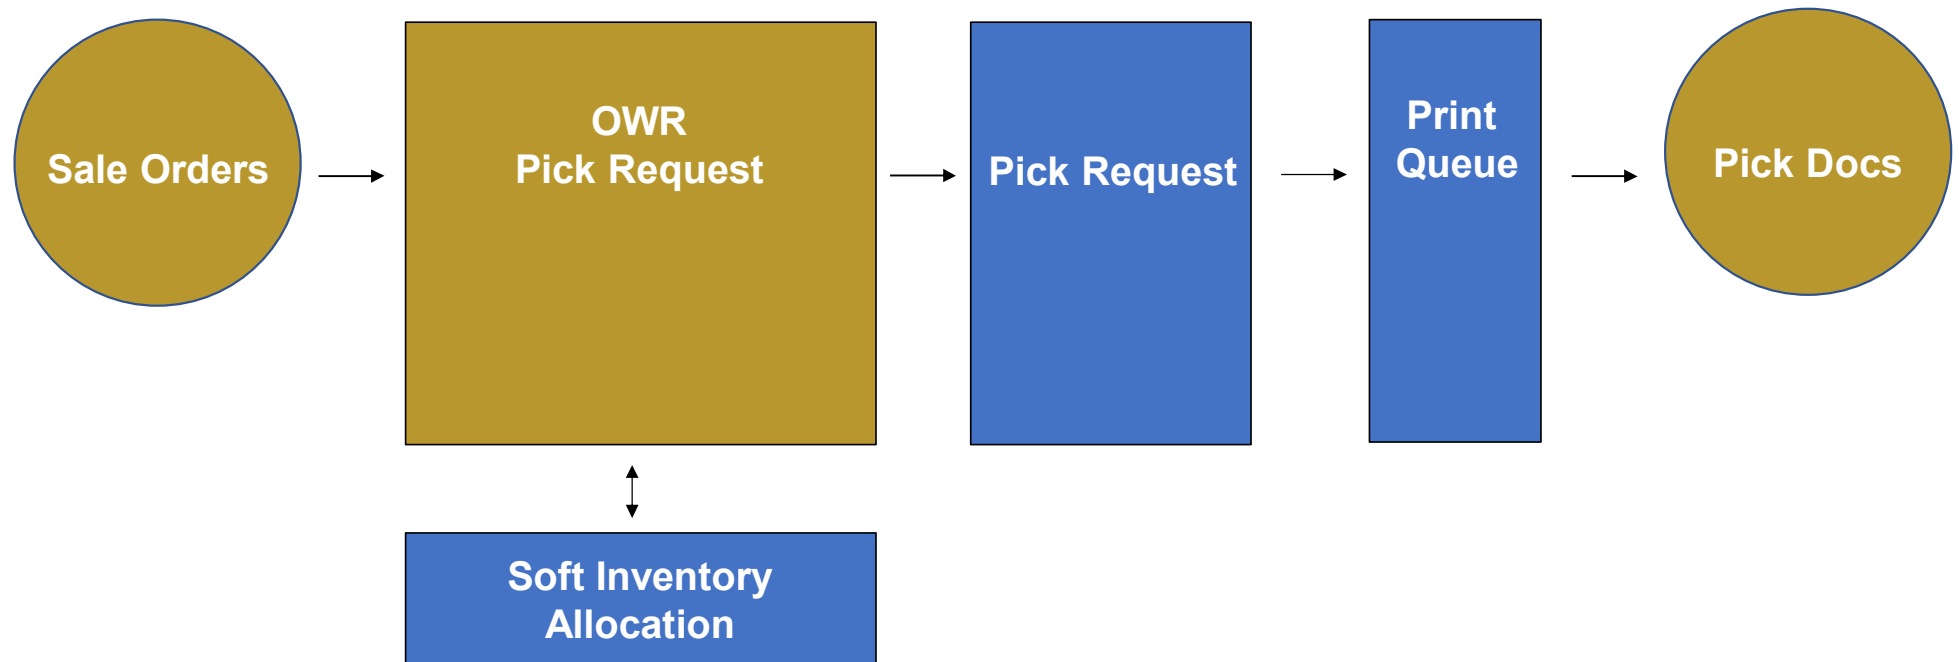 Sale Orders
OWR
Pick Request
Pick Request
Print
Queue
Pick Docs
Soft Inventory
Allocation